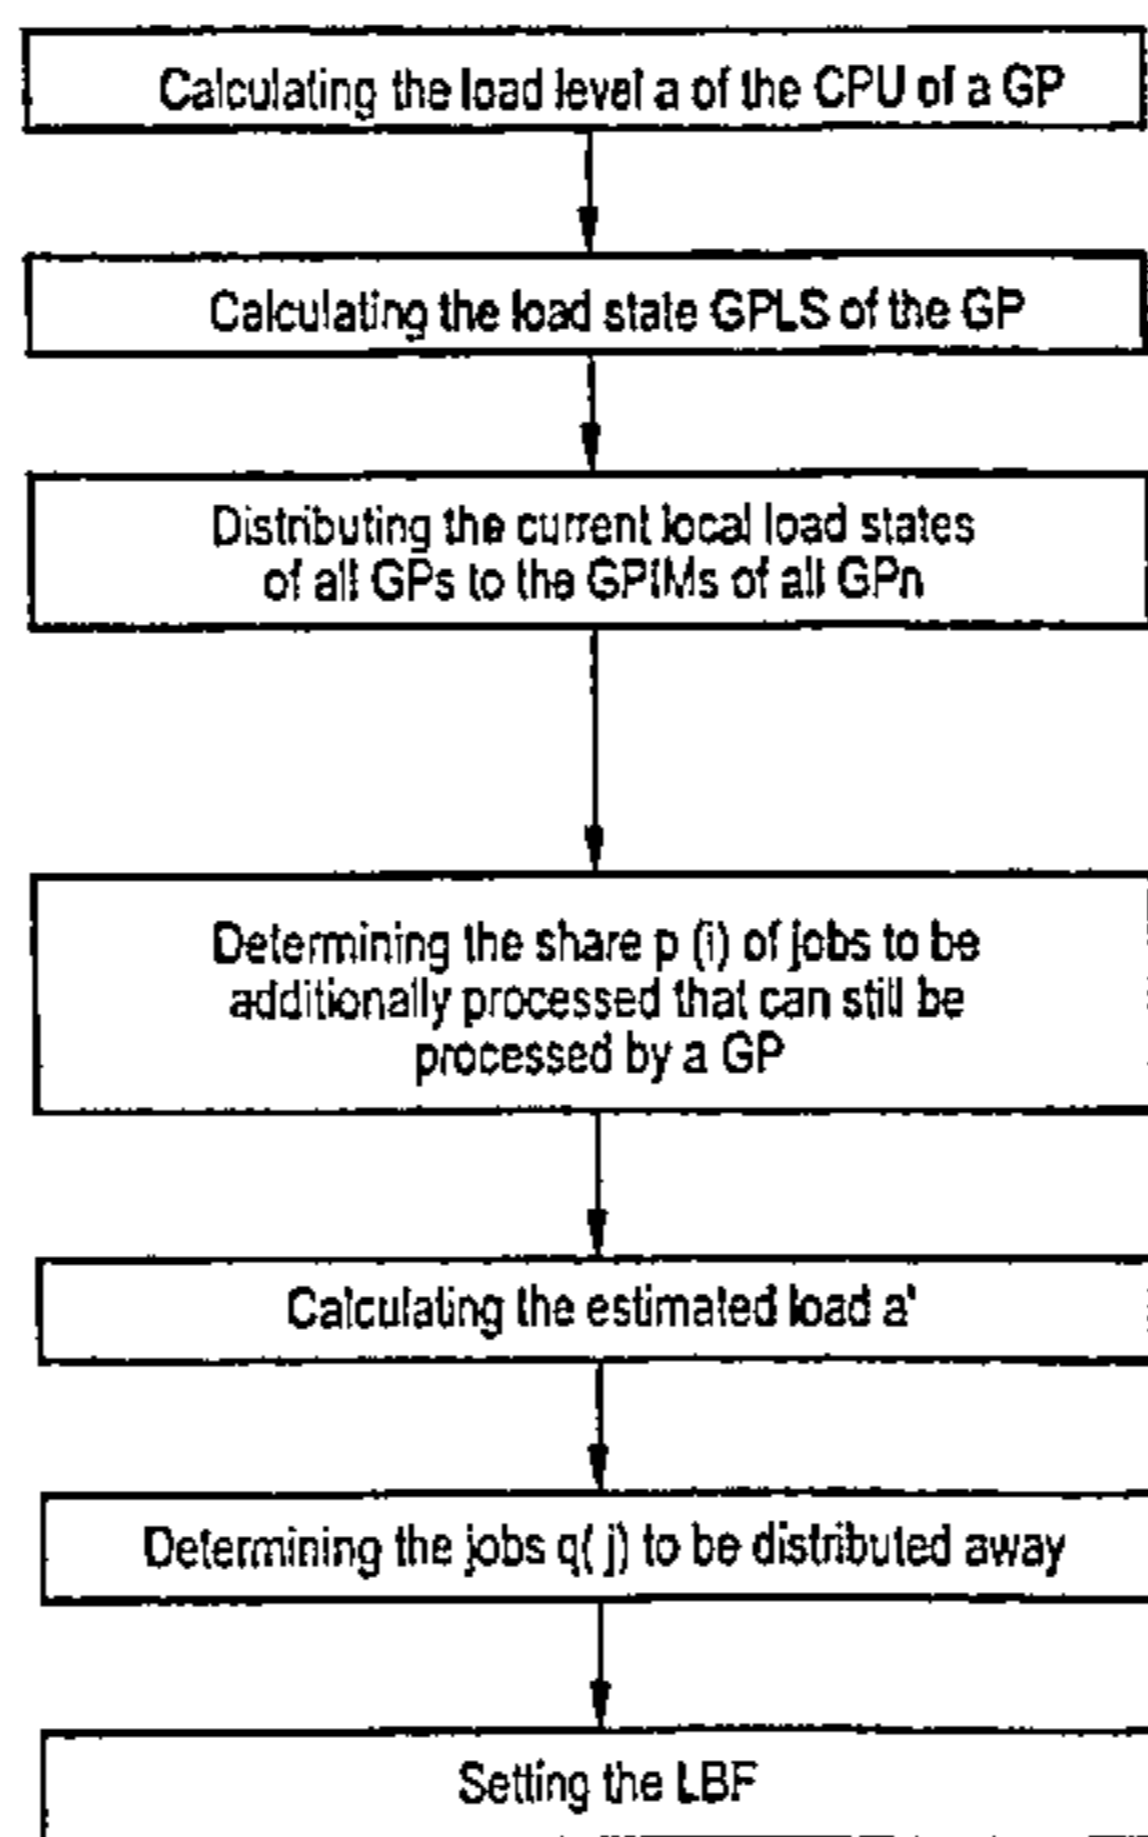 Calculating the load level a of the CPU of a GP
Calculating the load state GPLS of the GP
Distributing the current local load states
of all GPs to the GPIMs of all GPn
Determining the share p (i) of jobs to be
additionally processed that can still be
processed by a GP
Calculating the estimated load a'
Determining the jobs q( j) to be distributed away
Setting the LBF